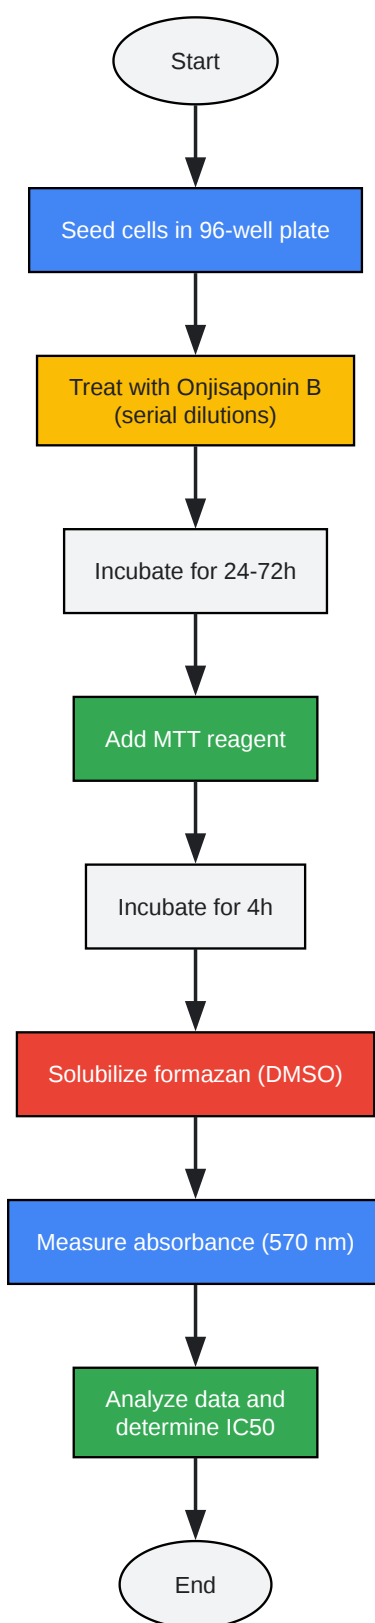 Start
Seed cells in 96-well plate
Treat with Onjisaponin B
(serial dilutions)
Incubate for 24-72h
Add MTT reagent
Incubate for 4h
Solubilize formazan (DMSO)
Measure absorbance (570 nm)
Analyze data and
determine IC50
End